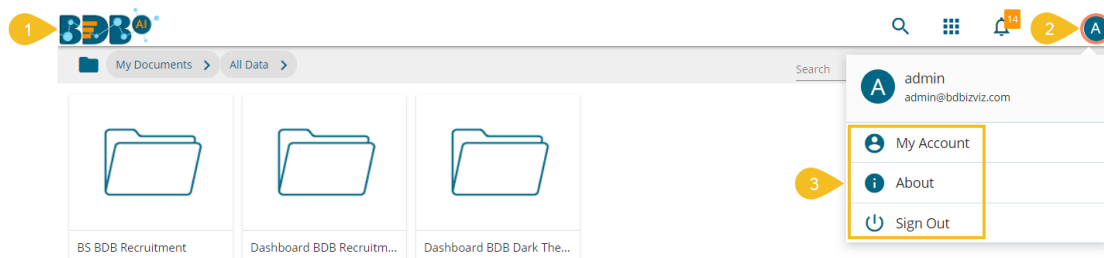 1
BDB AI
14
2
A
My Documents
All Data
Search
A
admin
admin@bdbizviz.com
My Account
3
About
Sign Out
BS BDB Recruitment
Dashboard BDB Recruitm...
Dashboard BDB Dark The...